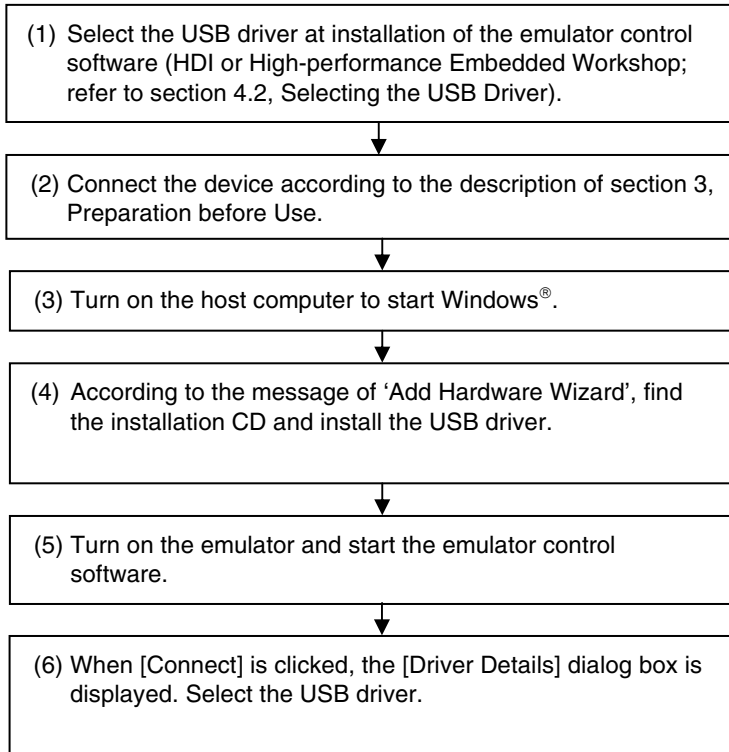 (1) Select the USB driver at installation of the emulator control
software (HDI or High-performance Embedded Workshop;
refer to section 4.2, Selecting the USB Driver).
(2) Connect the device according to the description of section 3,
Preparation before Use.
(3) Turn on the host computer to start Windows®.
(4) According to the message of ‘Add Hardware Wizard’, find
the installation CD and install the USB driver.
(5) Turn on the emulator and start the emulator control
software.
(6) When [Connect] is clicked, the [Driver Details] dialog box is
displayed. Select the USB driver.